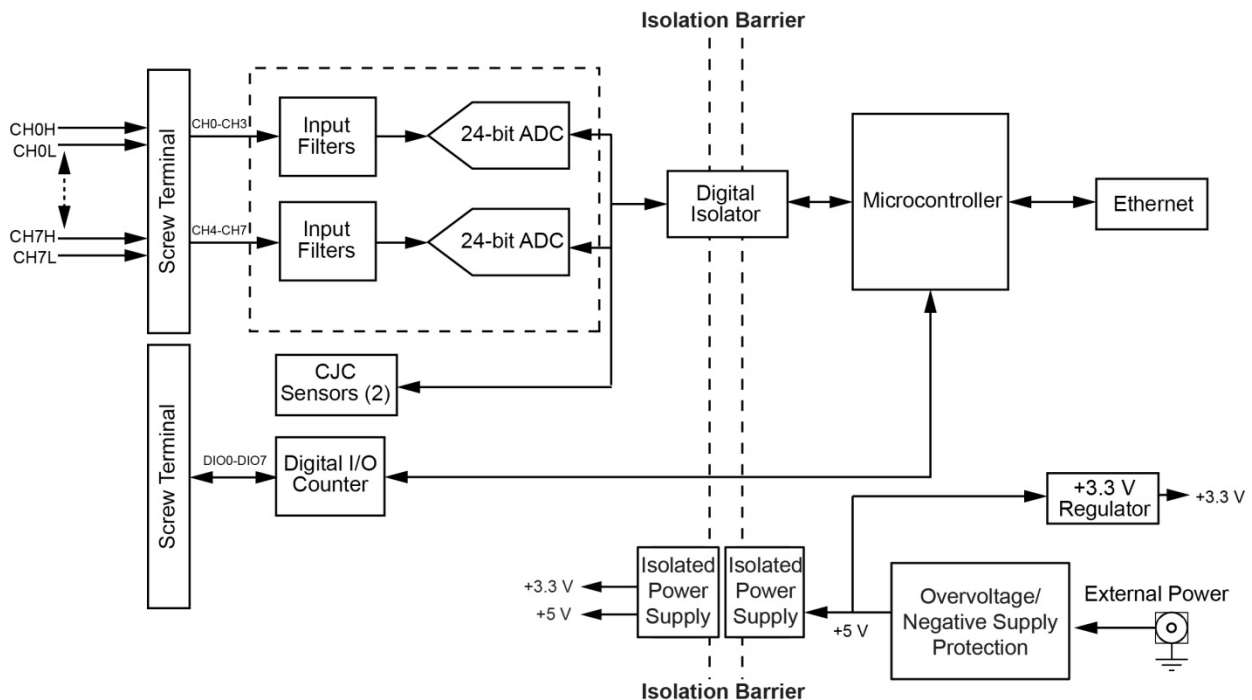 Isolation Barrier
CH0H
CH0L
CH7H
CH7L
Screw Terminal
CH0-CH3
CH4-CH7
Input
Filters
24-bit ADC
Input
Filters
24-bit ADC
Digital
Isolator
Microcontroller
Ethernet
CJC
Sensors (2)
Screw Terminal
DIO0-DIO7
Digital I/O
Counter
+3.3 V
Regulator
+3.3 V
+3.3 V
+5 V
Isolated
Power
Supply
Isolated
Power
Supply
+5 V
Overvoltage/
Negative Supply
Protection
External Power
Isolation Barrier